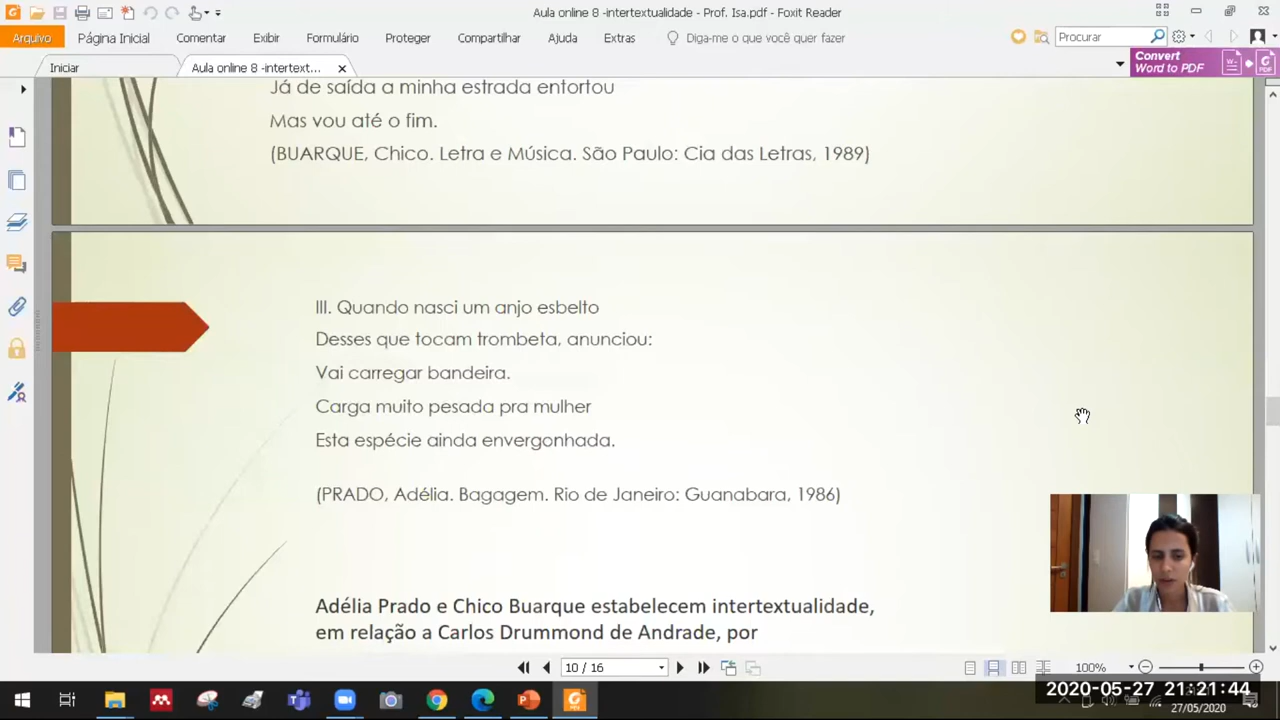 Aula online 8 -intertextualidade - Prof. Isa.pdf - Foxit Reader
Arquivo Página Inicial Comentar Exibir Formulário Proteger Compartilhar Ajuda Extras Diga-me o que você quer fazer Procurar
Iniciar Aula online 8 -intertext... Convert Word to PDF
Já de saída a minha estrada entortou
Mas vou até o fim.
(BUARQUE, Chico. Letra e Música. São Paulo: Cia das Letras, 1989)
III. Quando nasci um anjo esbelto
Desses que tocam trombeta, anunciou:
Vai carregar bandeira.
Carga muito pesada pra mulher
Esta espécie ainda envergonhada.
(PRADO, Adélia. Bagagem. Rio de Janeiro: Guanabara, 1986)
Adélia Prado e Chico Buarque estabelecem intertextualidade,
em relação a Carlos Drummond de Andrade, por
10 / 16 100%
2020-05-27 21:21:44
27/05/2020